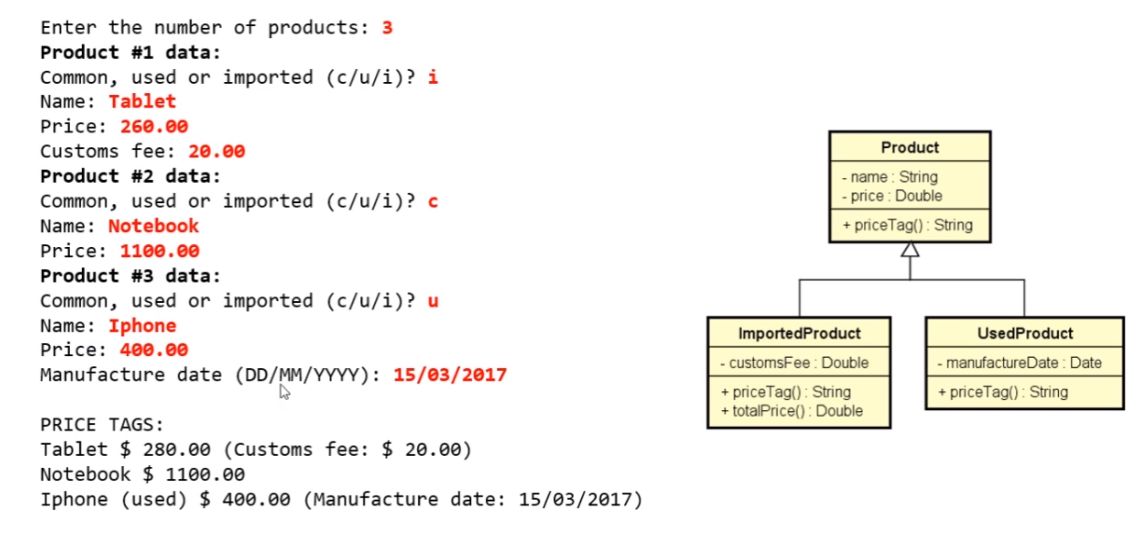 Enter the number of products: 3
Product #1 data:
Common, used or imported (c/u/i)? i
Name: Tablet
Price: 260.00
Customs fee: 20.00
Product #2 data:
Common, used or imported (c/u/i)? c
Name: Notebook
Price: 1100.00
Product #3 data:
Common, used or imported (c/u/i)? u
Name: Iphone
Price: 400.00
Manufacture date (DD/MM/YYYY): 15/03/2017
PRICE TAGS:
Tablet $ 280.00 (Customs fee: $ 20.00)
Notebook $ 1100.00
Iphone (used) $ 400.00 (Manufacture date: 15/03/2017)
Product
- name : String
- price : Double
+ priceTag() : String
ImportedProduct
- customsFee : Double
+ priceTag() : String
+ totalPrice() : Double
UsedProduct
- manufactureDate : Date
+ priceTag() : String